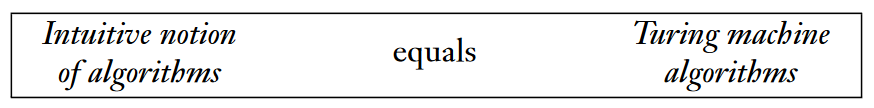 Intuitive notion
of algorithms
equals
Turing machine
algorithms